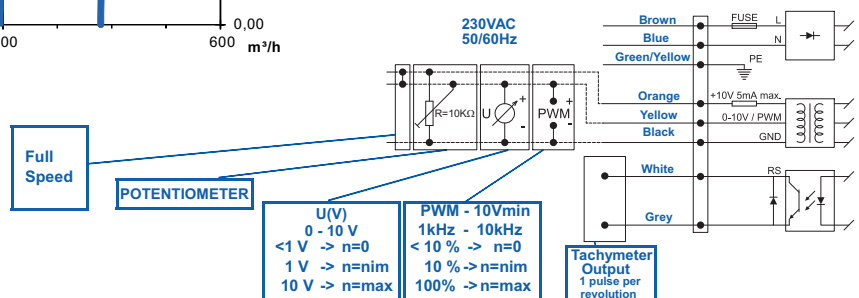 0,00
00
600
m³/h
230VAC
50/60Hz
Brown
FUSE
L
Blue
N
Green/Yellow
PE
Orange
+10V 5mA max.
Yellow
0-10V / PWM
Black
GND
R=10KΩ
U
+
-
PWM
+
-
White
RS
Grey
Full
Speed
POTENTIOMETER
U(V)
0 - 10 V
<1 V -> n=0
1 V -> n=nim
10 V -> n=max
PWM - 10Vmin
1kHz - 10kHz
< 10 % -> n=0
10 % -> n=nim
100% -> n=max
Tachymeter
Output
1 pulse per
revolution